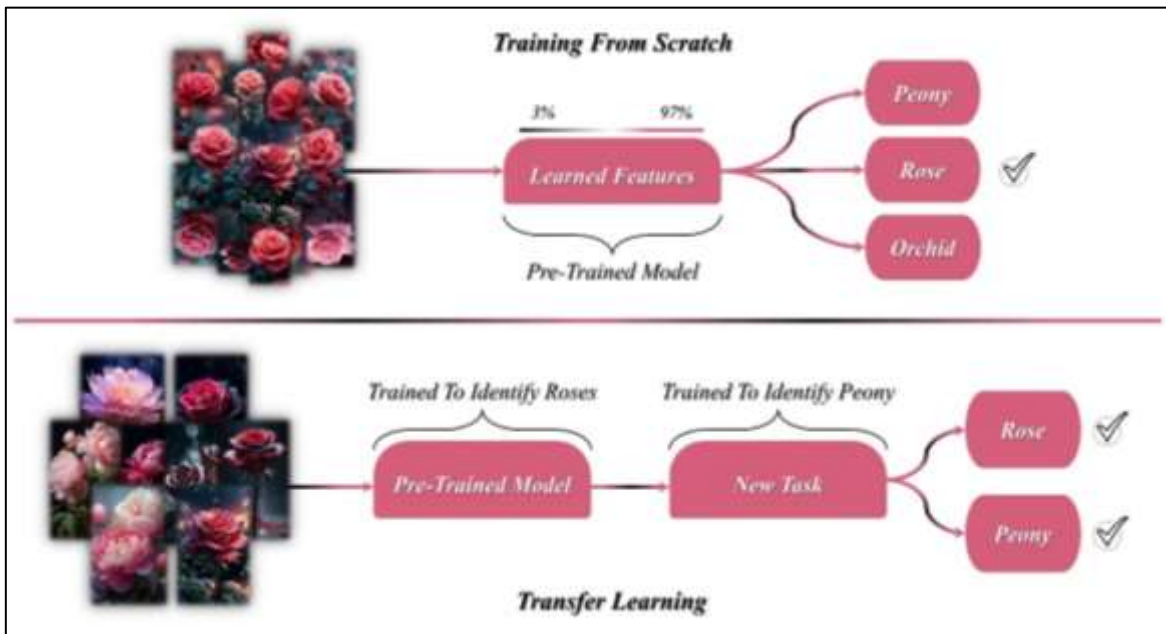 Training From Scratch
3% 97%
Learned Features
Pre-Trained Model
Peony
Rose
Orchid
Trained To Identify Roses
Pre-Trained Model
Trained To Identify Peony
New Task
Rose
Peony
Transfer Learning